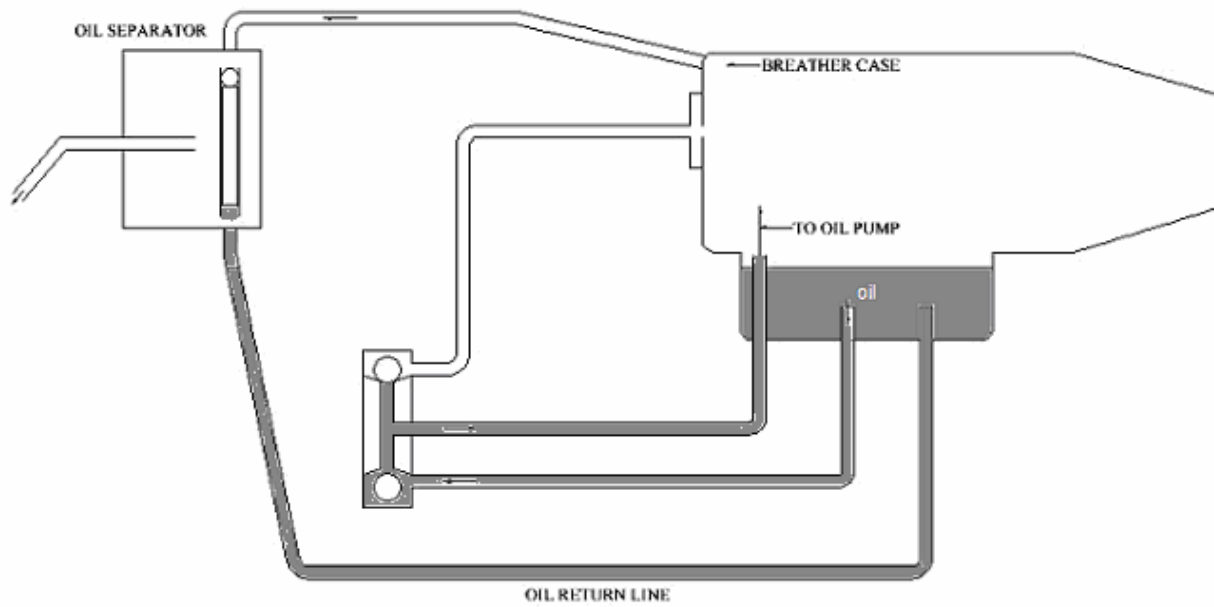 OIL SEPARATOR
BREATHER CASE
TO OIL PUMP
oil
OIL RETURN LINE